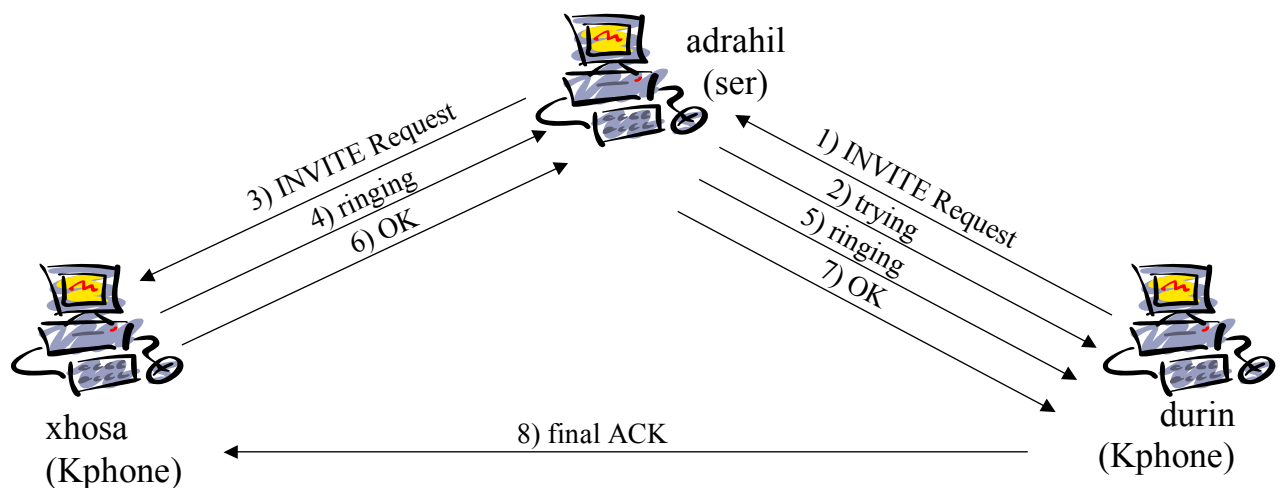 adrahil
(ser)
1) INVITE Request
2) trying
5) ringing
7) OK
3) INVITE Request
4) ringing
6) OK
xhosa
(Kphone)
8) final ACK
durin
(Kphone)